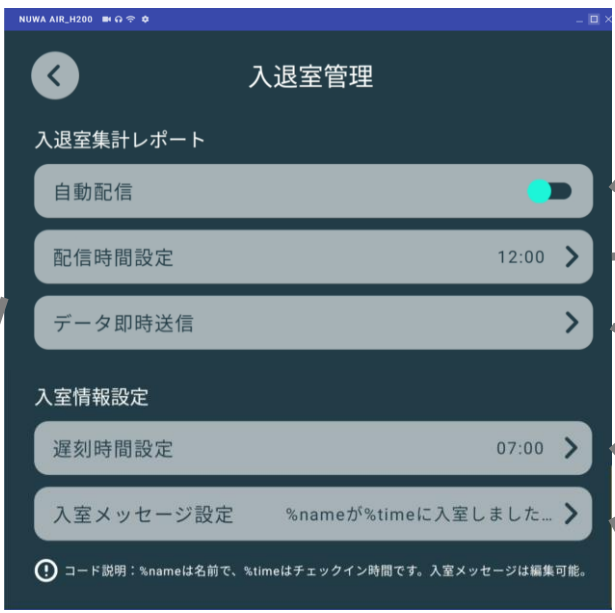 NUWA AIR_H200
入退室管理
入退室集計レポート
自動配信
配信時間設定 12:00
データ即時送信
入室情報設定
遅刻時間設定 07:00
入室メッセージ設定 %nameが%timeに入室しました...
コード説明：%nameは名前で、%timeはチェックイン時間です。入室メッセージは編集可能。